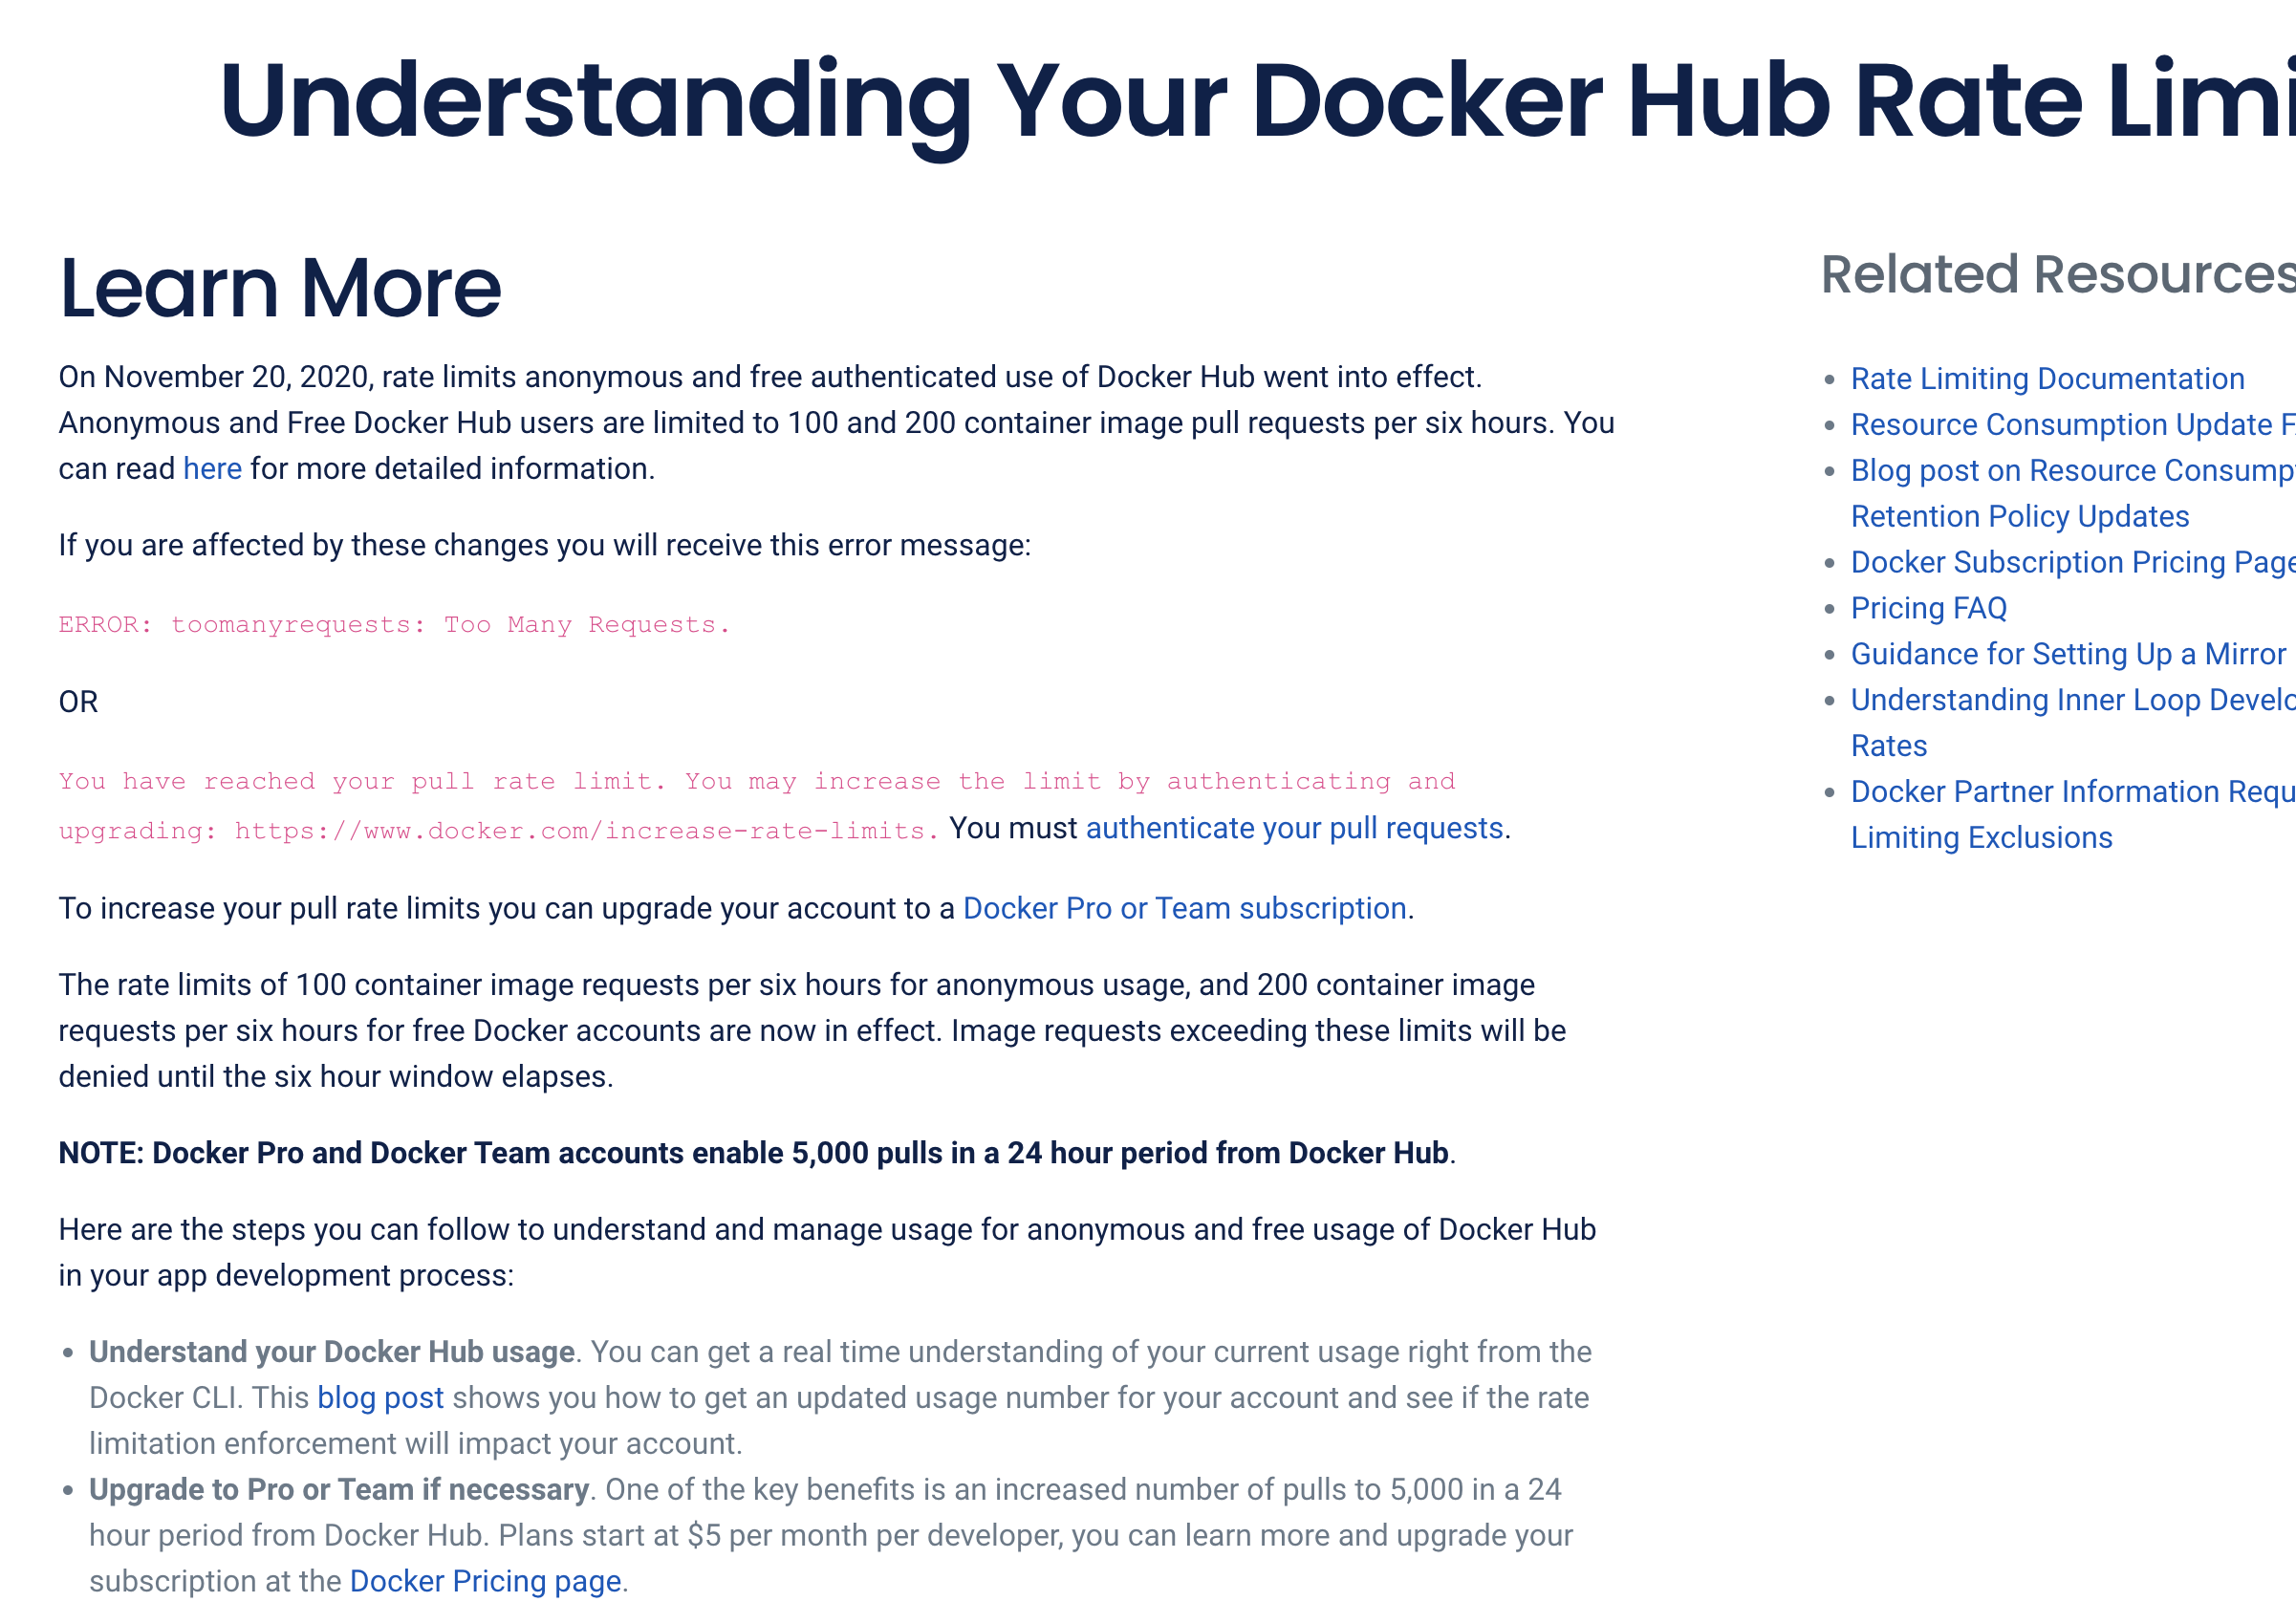 Understanding Your Docker Hub Rate Limi
Learn More
On November 20, 2020, rate limits anonymous and free authenticated use of Docker Hub went into effect.
Anonymous and Free Docker Hub users are limited to 100 and 200 container image pull requests per six hours. You
can read here for more detailed information.
If you are affected by these changes you will receive this error message:
ERROR: toomanyrequests: Too Many Requests.
OR
You have reached your pull rate limit. You may increase the limit by authenticating and
upgrading: https://www.docker.com/increase-rate-limits. You must authenticate your pull requests.
To increase your pull rate limits you can upgrade your account to a Docker Pro or Team subscription.
The rate limits of 100 container image requests per six hours for anonymous usage, and 200 container image
requests per six hours for free Docker accounts are now in effect. Image requests exceeding these limits will be
denied until the six hour window elapses.
NOTE: Docker Pro and Docker Team accounts enable 5,000 pulls in a 24 hour period from Docker Hub.
Here are the steps you can follow to understand and manage usage for anonymous and free usage of Docker Hub
in your app development process:
• Understand your Docker Hub usage. You can get a real time understanding of your current usage right from the
Docker CLI. This blog post shows you how to get an updated usage number for your account and see if the rate
limitation enforcement will impact your account.
• Upgrade to Pro or Team if necessary. One of the key benefits is an increased number of pulls to 5,000 in a 24
hour period from Docker Hub. Plans start at $5 per month per developer, you can learn more and upgrade your
subscription at the Docker Pricing page.
Related Resources
• Rate Limiting Documentation
• Resource Consumption Update F
• Blog post on Resource Consump
Retention Policy Updates
• Docker Subscription Pricing Page
• Pricing FAQ
• Guidance for Setting Up a Mirror
• Understanding Inner Loop Develo
Rates
• Docker Partner Information Requ
Limiting Exclusions